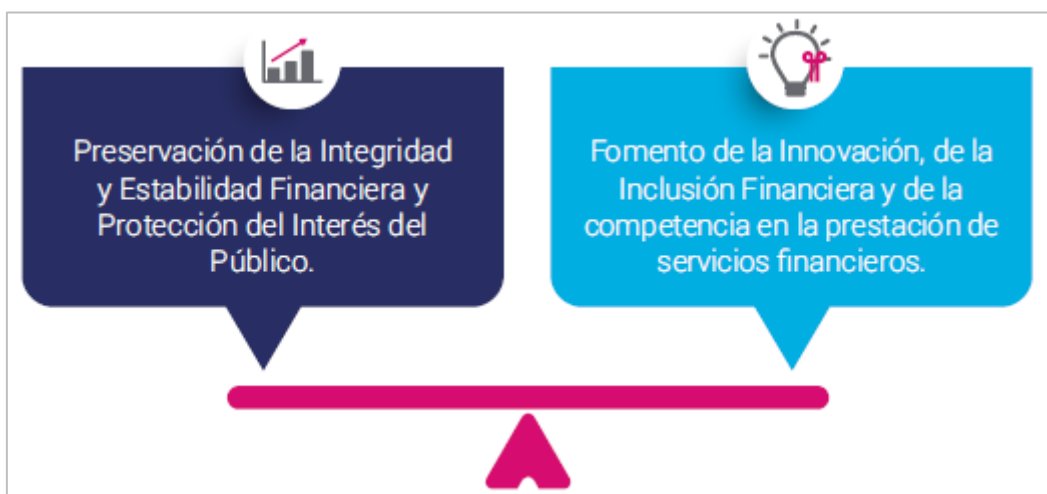 Preservación de la Integridad
y Estabilidad Financiera y
Protección del Interés del
Público.
Fomento de la Innovación, de la
Inclusión Financiera y de la
competencia en la prestación de
servicios financieros.